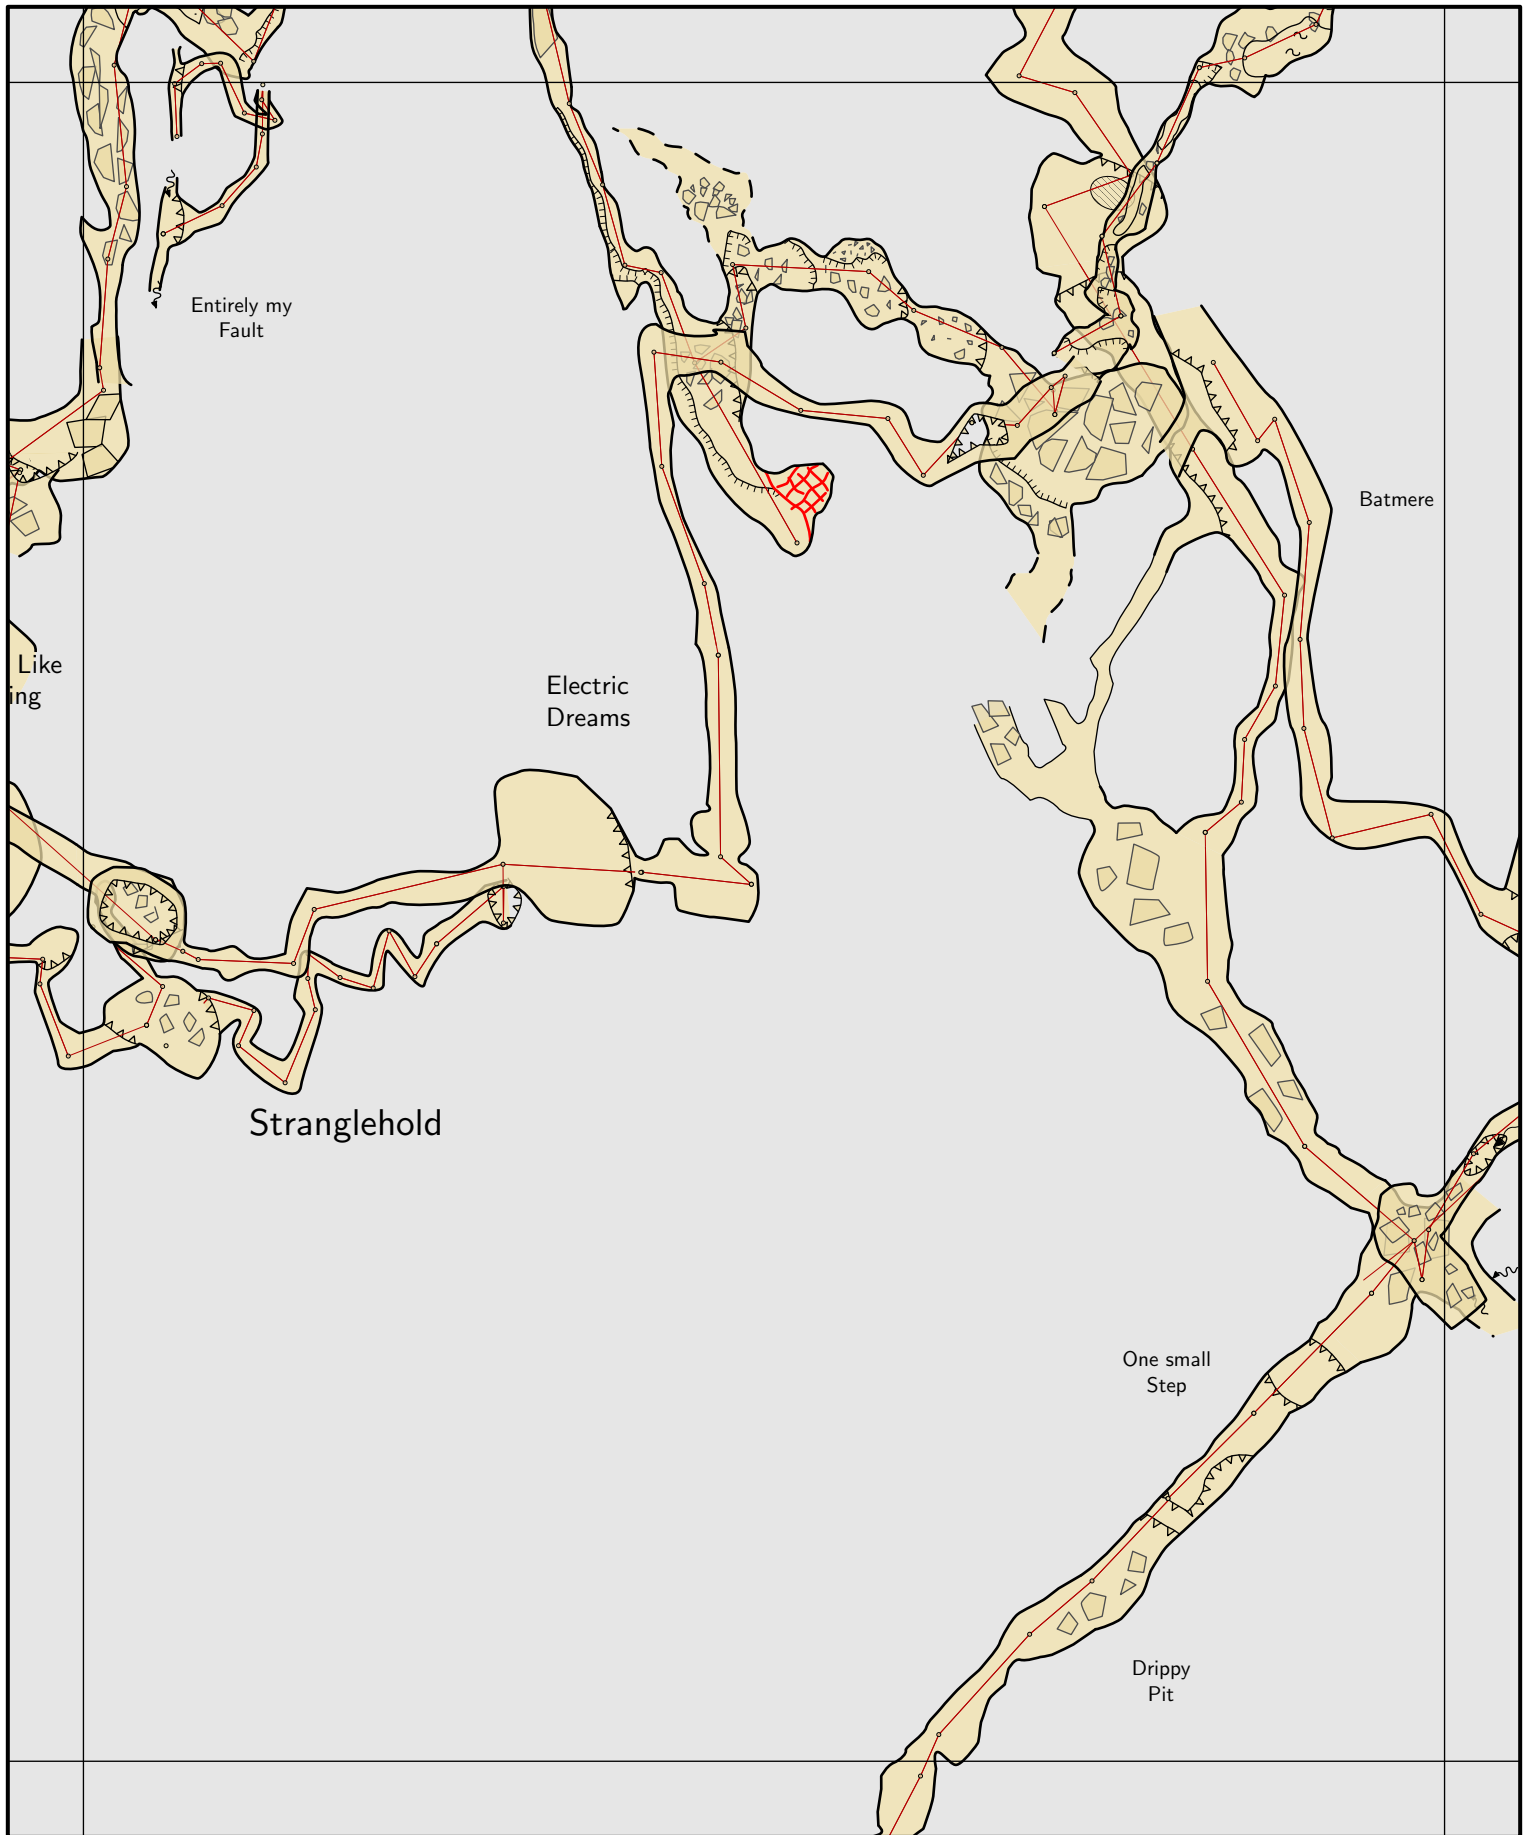 Entirely my
Fault
Batmere
Like
ing
Electric
Dreams
Stranglehold
One small
Step
Drippy
Pit